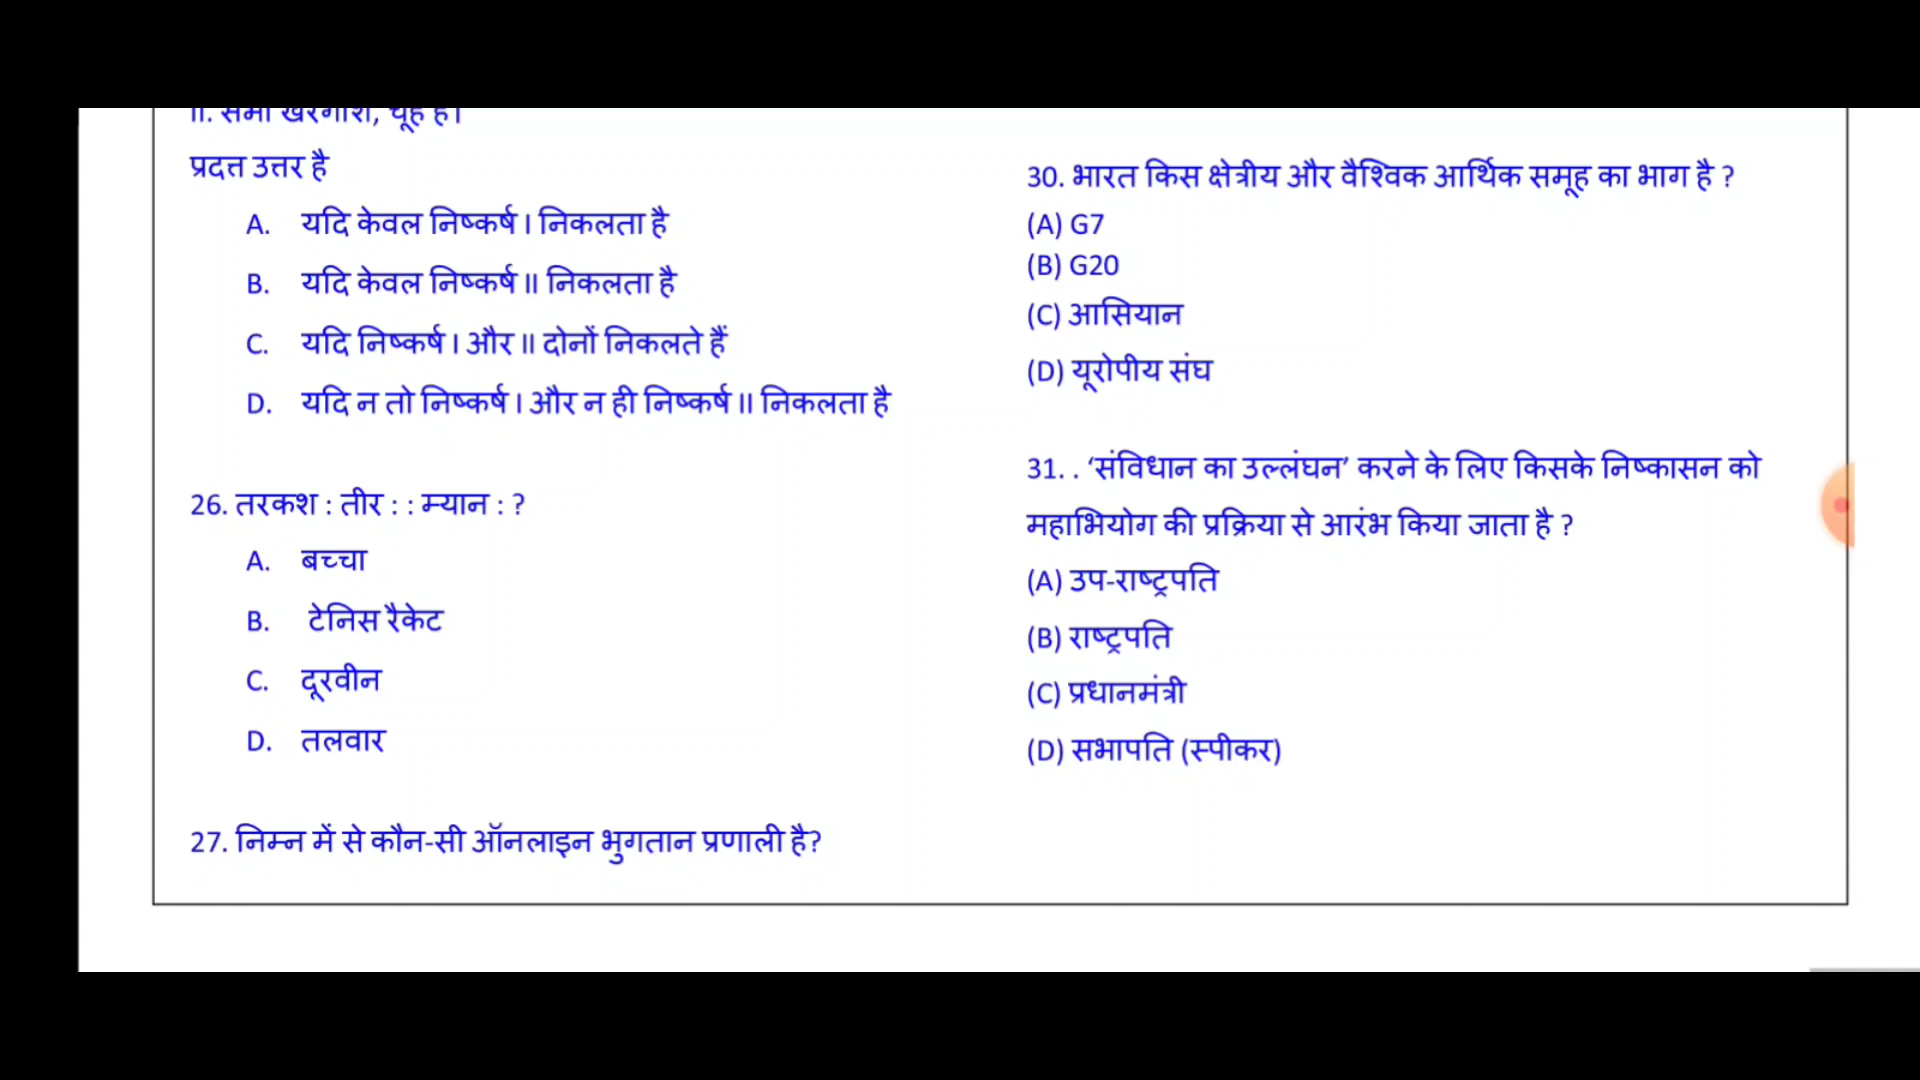 II. सभी खरगोश, चूहे हैं।
प्रदत्त उत्तर है
A. यदि केवल निष्कर्ष I निकलता है
B. यदि केवल निष्कर्ष II निकलता है
C. यदि निष्कर्ष I और II दोनों निकलते हैं
D. यदि न तो निष्कर्ष I और न ही निष्कर्ष II निकलता है
26. तरकश : तीर : : म्यान : ?
A. बच्चा
B. टेनिस रैकेट
C. दूरवीन
D. तलवार
27. निम्न में से कौन-सी ऑनलाइन भुगतान प्रणाली है?
30. भारत किस क्षेत्रीय और वैश्विक आर्थिक समूह का भाग है ?
(A) G7
(B) G20
(C) आसियान
(D) यूरोपीय संघ
31. . ‘संविधान का उल्लंघन’ करने के लिए किसके निष्कासन को
महाभियोग की प्रक्रिया से आरंभ किया जाता है ?
(A) उप-राष्ट्रपति
(B) राष्ट्रपति
(C) प्रधानमंत्री
(D) सभापति (स्पीकर)